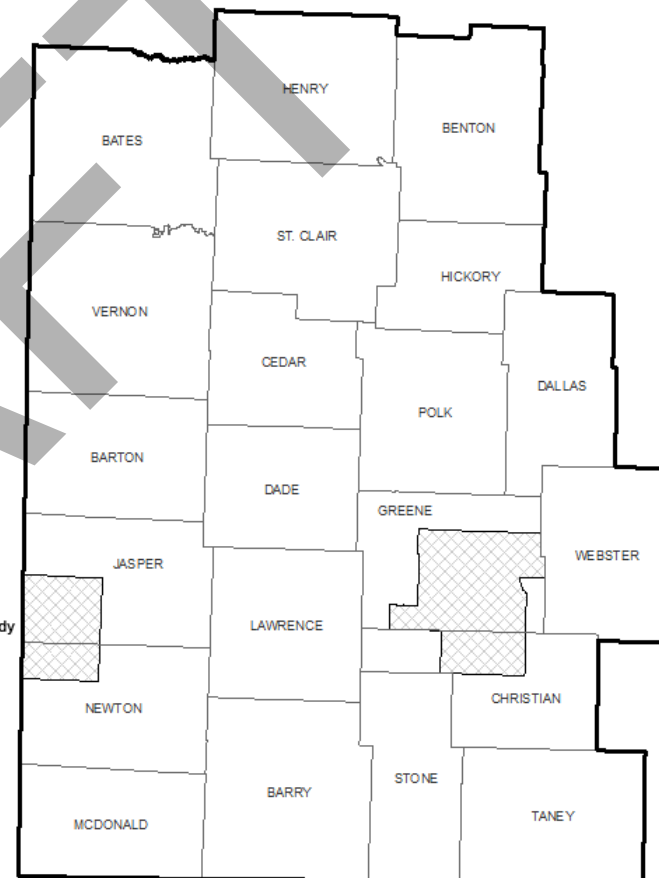 HENRY
BENTON
BATES
ST. CLAIR
HICKORY
VERNON
CEDAR
DALLAS
POLK
BARTON
DADE
GREENE
WEBSTER
JASPER
LAWRENCE
dy
CHRISTIAN
NEWTON
STONE
BARRY
TANEY
MCDONALD